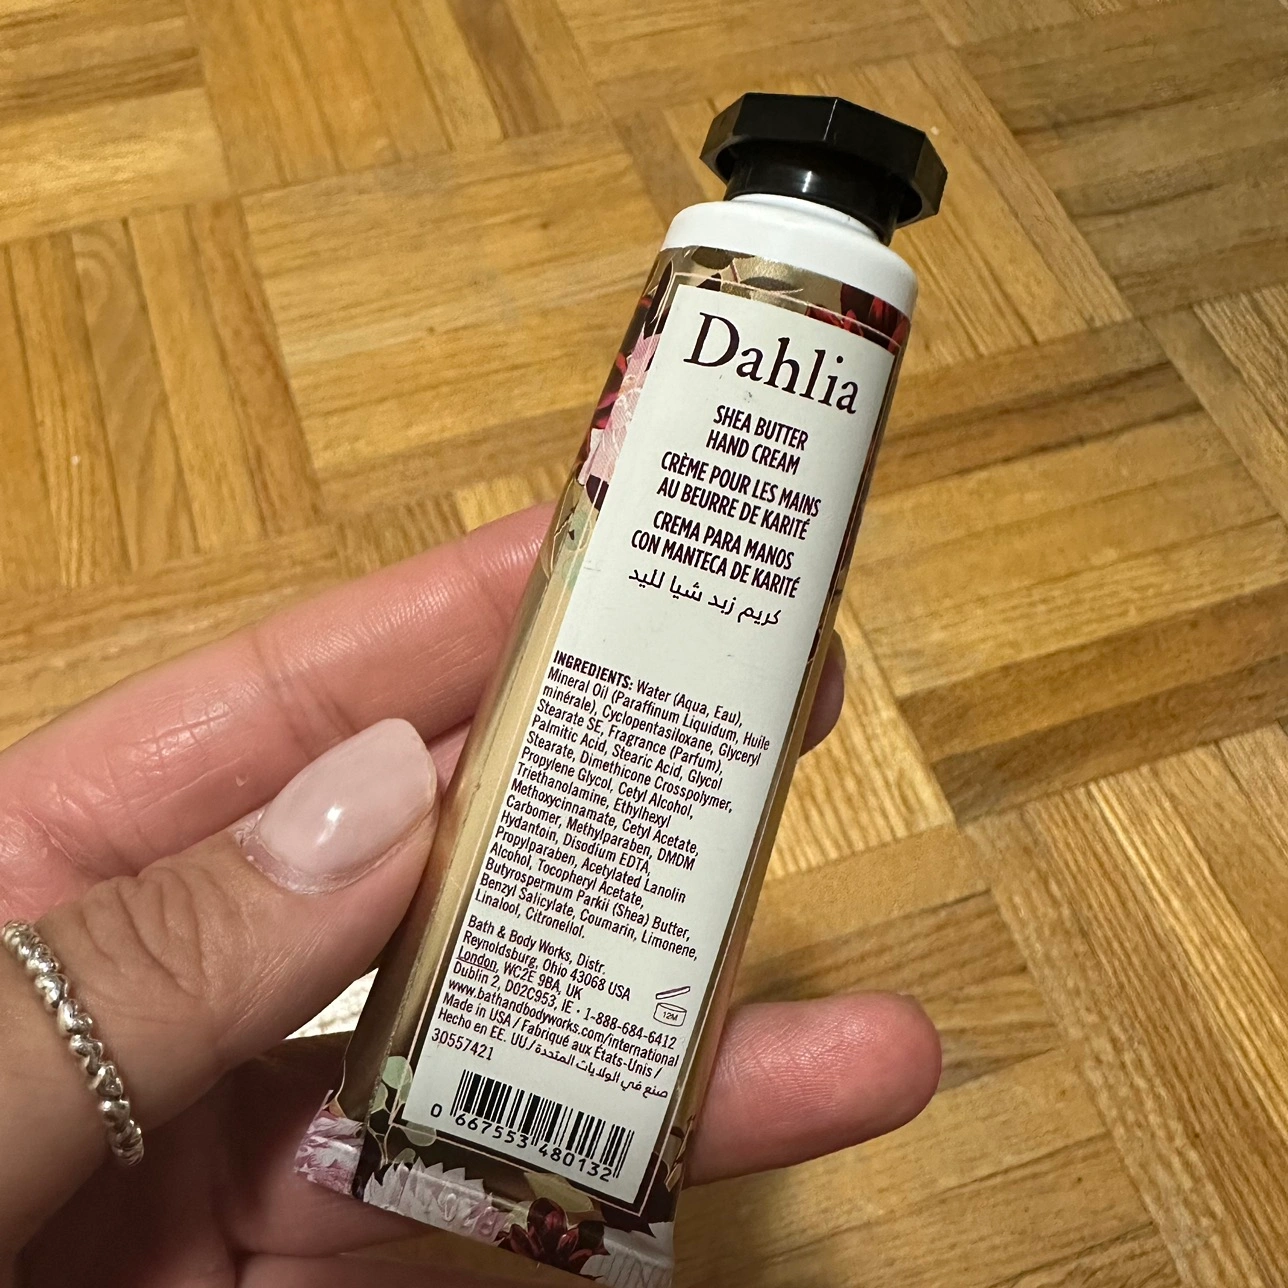 Dahlia
SHEA BUTTER
HAND CREAM
CRÈME POUR LES MAINS
AU BEURRE DE KARITÉ
CREMA PARA MANOS
CON MANTECA DE KARITÉ
كريم زبد شيا لليد
INGREDIENTS: Water (Aqua, Eau),
Mineral Oil (Paraffinum Liquidum, Huile
minérale), Cyclopentasiloxane, Glyceryl
Stearate SE, Fragrance (Parfum),
Palmitic Acid, Stearic Acid, Glycol
Stearate, Dimethicone Crosspolymer,
Propylene Glycol, Cetyl Alcohol,
Triethanolamine, Ethylhexyl
Methoxycinnamate, Cetyl Acetate,
Carbomer, Methylparaben, DMDM
Hydantoin, Disodium EDTA,
Propylparaben, Acetylated Lanolin
Alcohol, Tocopheryl Acetate,
Butyrospermum Parkii (Shea) Butter,
Benzyl Salicylate, Coumarin, Limonene,
Linalool, Citronellol.
Bath & Body Works, Distr.
Reynoldsburg, Ohio 43068 USA
London, WC2E 9BA, UK
Dublin 2, D02C953, IE • 1-888-684-6412
www.bathandbodyworks.com/international
Made in USA / Fabriqué aux États-Unis /
Hecho en EE. UU./ صنع في الولايات المتحدة
30557421
12M
0 667553 480132